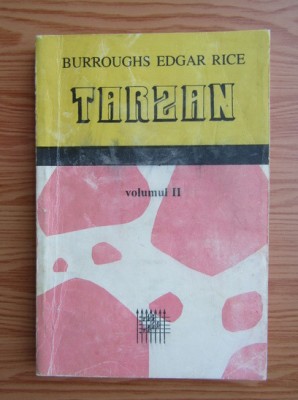 BURROUGHS EDGAR RICE
TARZAN
volumul II